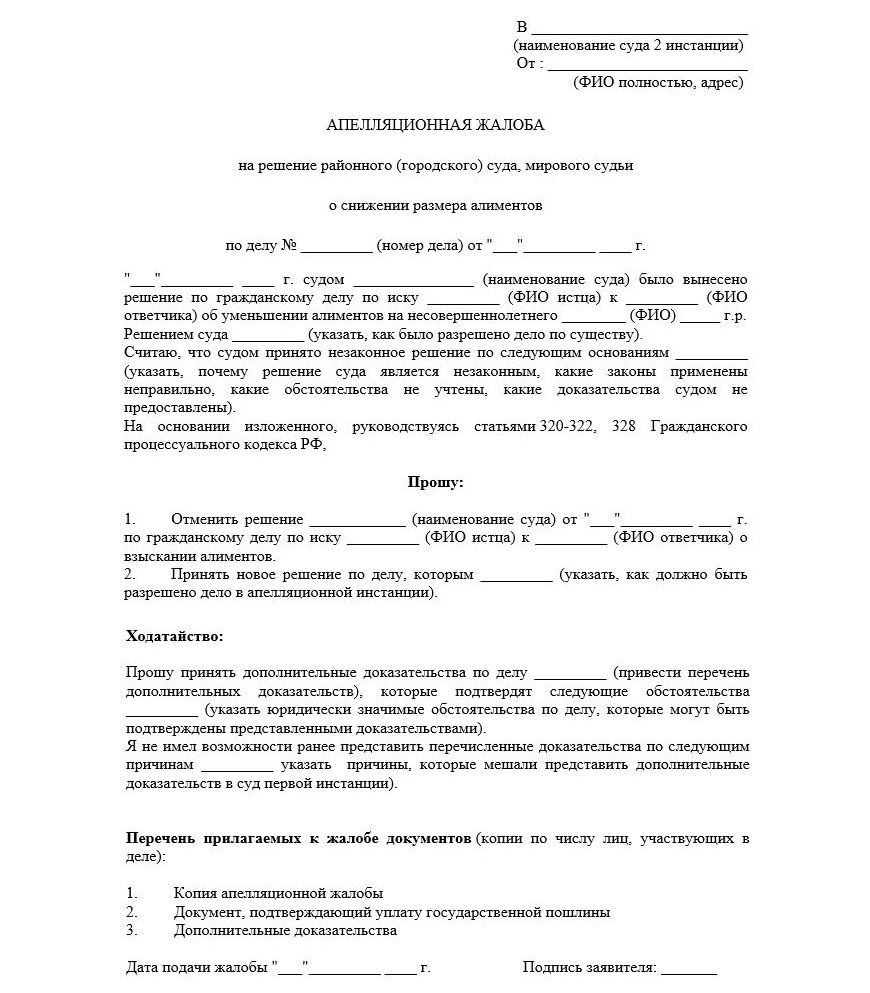 В ___________________________
(наименование суда 2 инстанции)
От : _________________________
(ФИО полностью, адрес)
АПЕЛЛЯЦИОННАЯ ЖАЛОБА
на решение районного (городского) суда, мирового судьи
о снижении размера алиментов
по делу № _________ (номер дела) от "___"_________ ____ г.
"___"_________ ____ г. судом _______________ (наименование суда) было вынесено
решение по гражданскому делу по иску _________ (ФИО истца) к _________ (ФИО
ответчика) об уменьшении алиментов на несовершеннолетнего ________ (ФИО) _____ г.р.
Решением суда _________ (указать, как было разрешено дело по существу).
Считаю, что судом принято незаконное решение по следующим основаниям _________
(указать, почему решение суда является незаконным, какие законы применены
неправильно, какие обстоятельства не учтены, какие доказательства судом не
предоставлены).
На основании изложенного, руководствуясь статьями 320-322, 328 Гражданского
процессуального кодекса РФ,
Прошу:
1. Отменить решение ____________ (наименование суда) от "___"_________ ____ г.
по гражданскому делу по иску _________ (ФИО истца) к _________ (ФИО ответчика) о
взыскании алиментов.
2. Принять новое решение по делу, которым _________ (указать, как должно быть
разрешено дело в апелляционной инстанции).
Ходатайство:
Прошу принять дополнительные доказательства по делу _________ (привести перечень
дополнительных доказательств), которые подтвердят следующие обстоятельства
_________ (указать юридически значимые обстоятельства по делу, которые могут быть
подтверждены представленными доказательствами).
Я не имел возможности ранее представить перечисленные доказательства по следующим
причинам _________ указать причины, которые мешали представить дополнительные
доказательств в суд первой инстанции).
Перечень прилагаемых к жалобе документов (копии по числу лиц, участвующих в
деле):
1. Копия апелляционной жалобы
2. Документ, подтверждающий уплату государственной пошлины
3. Дополнительные доказательства
Дата подачи жалобы "___"_________ ____ г. Подпись заявителя: _______